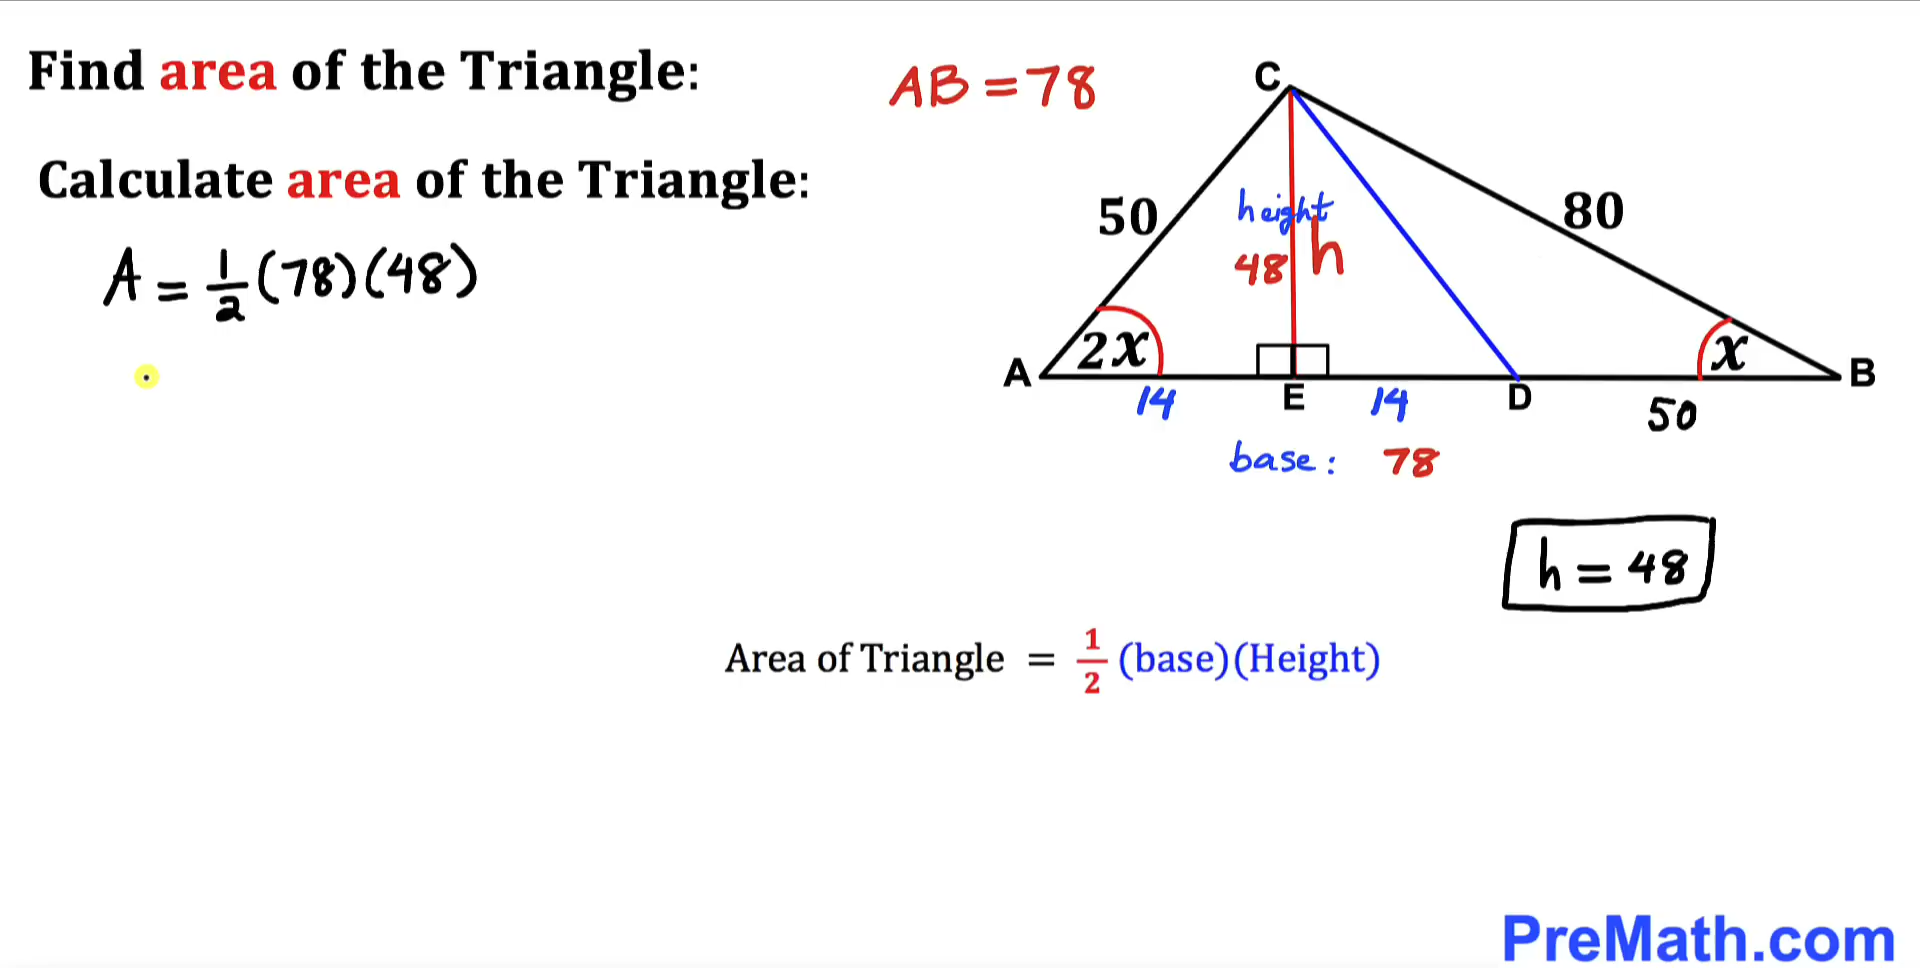 Find area of the Triangle:
AB = 78
C
Calculate area of the Triangle:
50
height
80
A = 1/2 (78)(48)
48
h
A
2x
x
B
14
E
14
D
50
base: 78
h = 48
Area of Triangle = 1/2 (base)(Height)
PreMath.com